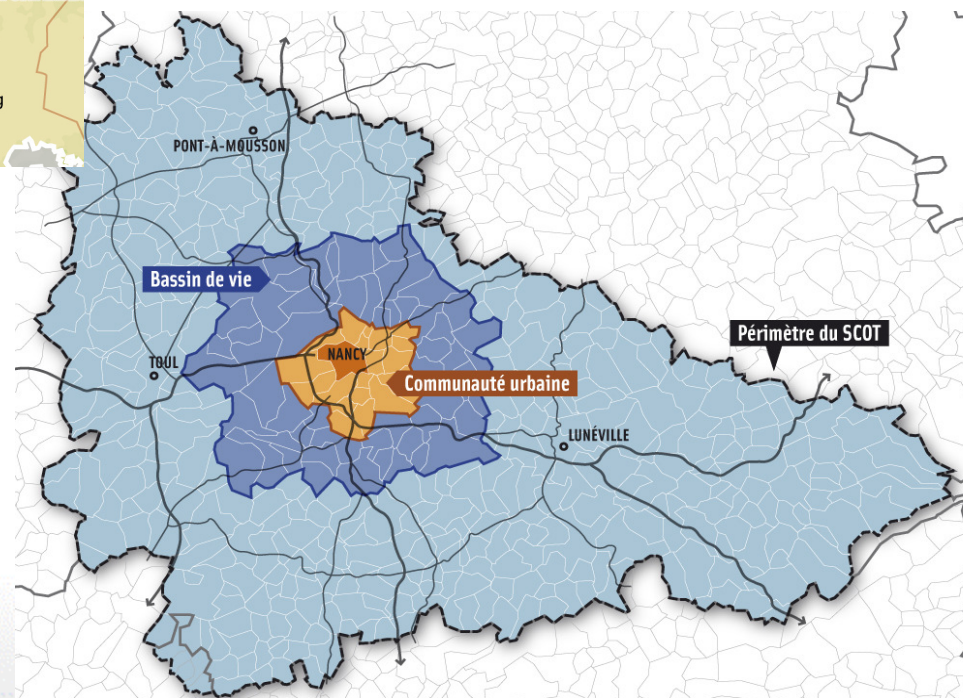 g
PONT-À-MOUSSON
Bassin de vie
Périmètre du SCOT
NANCY
TOUL
Communauté urbaine
LUNÉVILLE